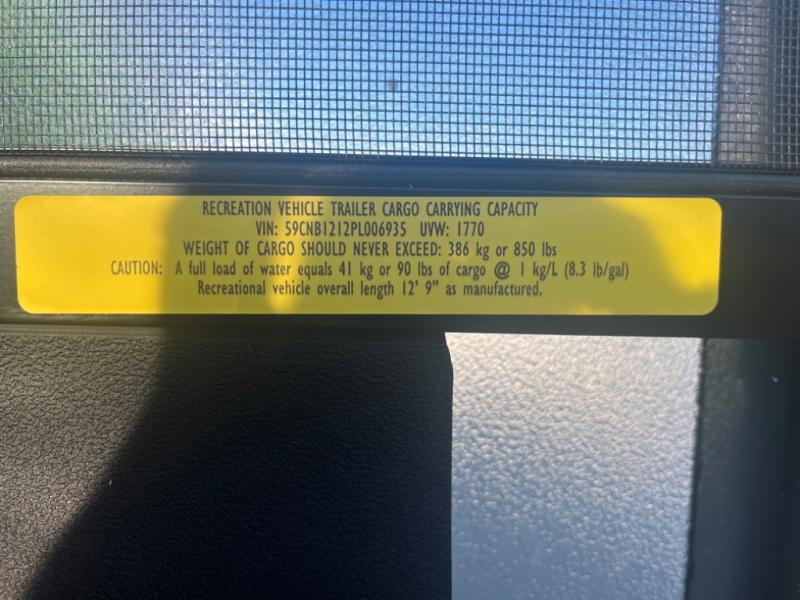 RECREATION VEHICLE TRAILER CARGO CARRYING CAPACITY
VIN: 59CNB1212PL006935 UVW: 1770
WEIGHT OF CARGO SHOULD NEVER EXCEED: 386 kg or 850 lbs
CAUTION: A full load of water equals 41 kg or 90 lbs of cargo @ 1 kg/L (8.3 lb/gal)
Recreational vehicle overall length 12' 9" as manufactured.